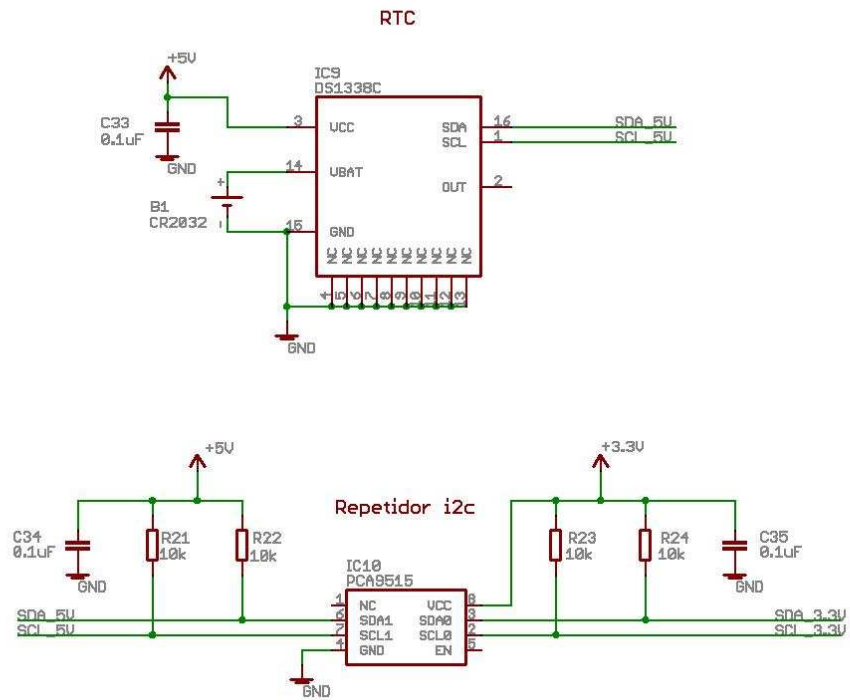 RTC
+5V
IC9
DS1338C
C33
0.1uF
GND
3 VCC
SDA 16 SDA_5V
SCL 1 SCL_5V
14 VBAT
OUT 2
+
B1
CR2032
-
15 GND
NC NC NC NC NC NC NC NC NC NC
4 5 6 7 8 9 10 11 12 13
GND
+5V
+3.3V
Repetidor i2c
C34
0.1uF
GND
R21
10k
R22
10k
R23
10k
R24
10k
C35
0.1uF
GND
IC10
PCA9515
1 NC VCC 8
SDA_5V 6 SDA1 SDA0 3 SDA_3.3V
SCL_5V 7 SCL1 SCL0 2 SCL_3.3V
4 GND EN 5
GND